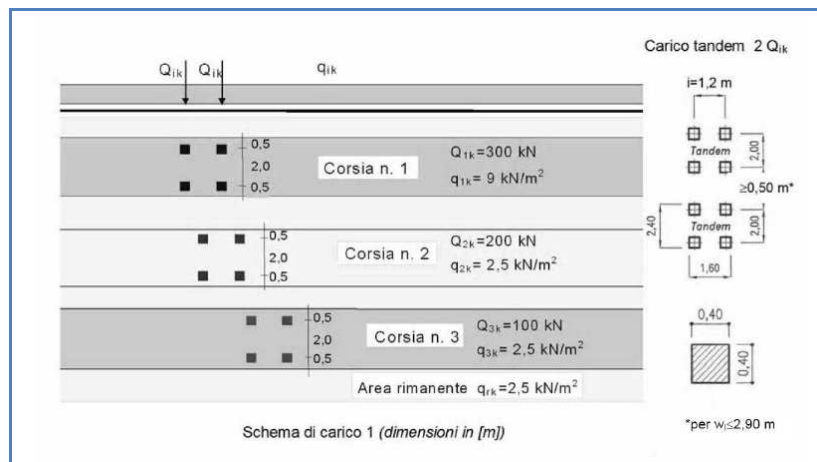 Carico tandem 2 Qik
Qik Qik qik
i=1,2 m
0,5
2,0
0,5
Corsia n. 1
Q1k=300 kN
q1k= 9 kN/m²
Tandem
2,00
≥0,50 m*
0,5
2,0
0,5
Corsia n. 2
Q2k=200 kN
q2k= 2,5 kN/m²
2,40
Tandem
2,00
1,60
0,5
2,0
0,5
Corsia n. 3
Q3k=100 kN
q3k= 2,5 kN/m²
0,40
0,40
Area rimanente qrk=2,5 kN/m²
*per wl≤2,90 m
Schema di carico 1 (dimensioni in [m])